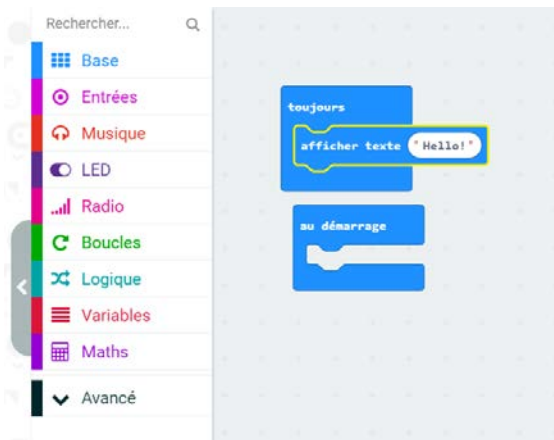 Rechercher...
Base
Entrées
Musique
LED
Radio
Boucles
Logique
Variables
Maths
Avancé
toujours
afficher texte "Hello!"
au démarrage